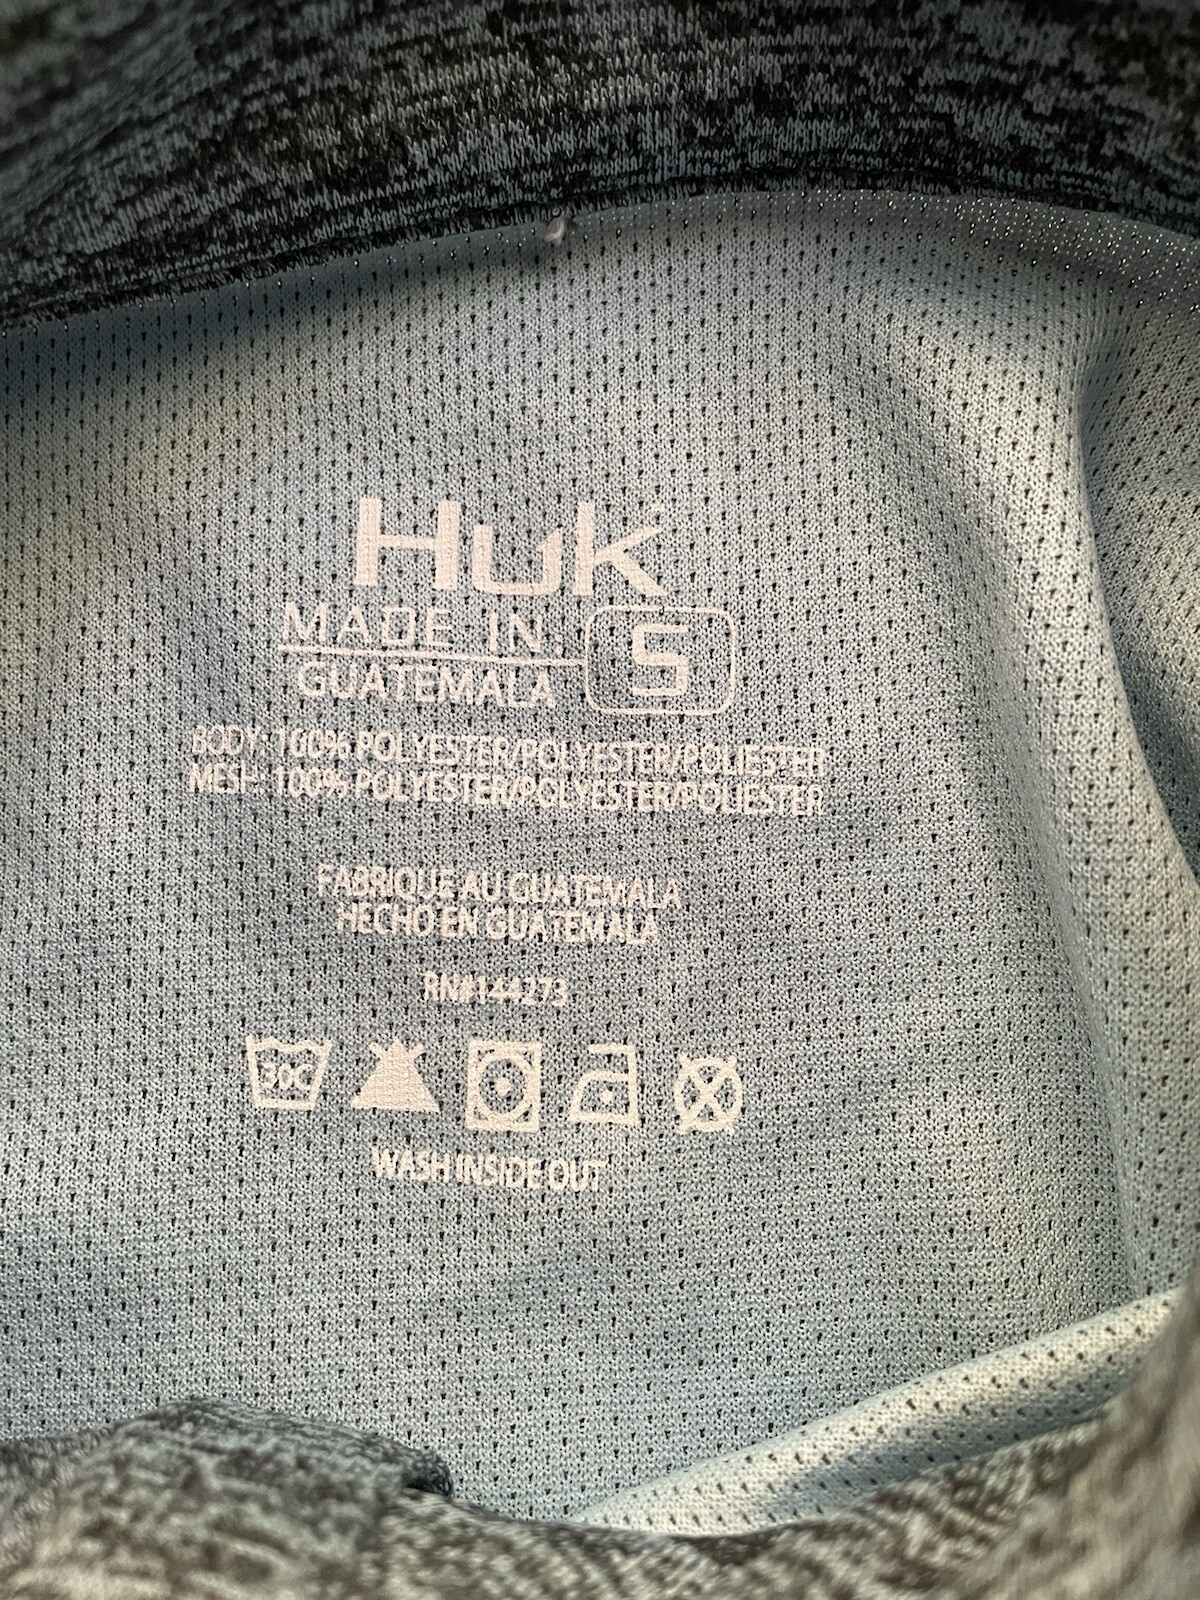 Huk
MADE IN
GUATEMALA
S
BODY: 100% POLYESTER/POLYESTER/POLIESTER
MESH: 100% POLYESTER/POLYESTER/POLIESTER
FABRIQUE AU GUATEMALA
HECHO EN GUATEMALA
RN#144273
30C
WASH INSIDE OUT